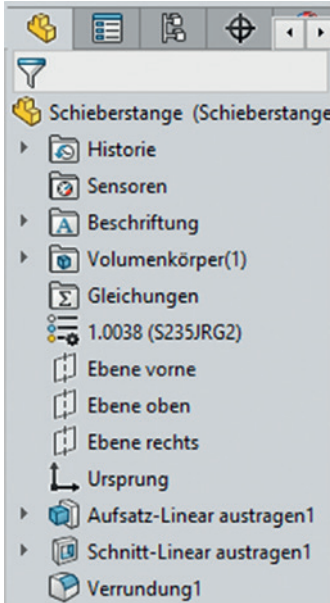 Schieberstange (Schieberstange
Historie
Sensoren
A Beschriftung
Volumenkörper(1)
Σ Gleichungen
1.0038 (S235JRG2)
Ebene vorne
Ebene oben
Ebene rechts
Ursprung
Aufsatz-Linear austragen1
Schnitt-Linear austragen1
Verrundung1